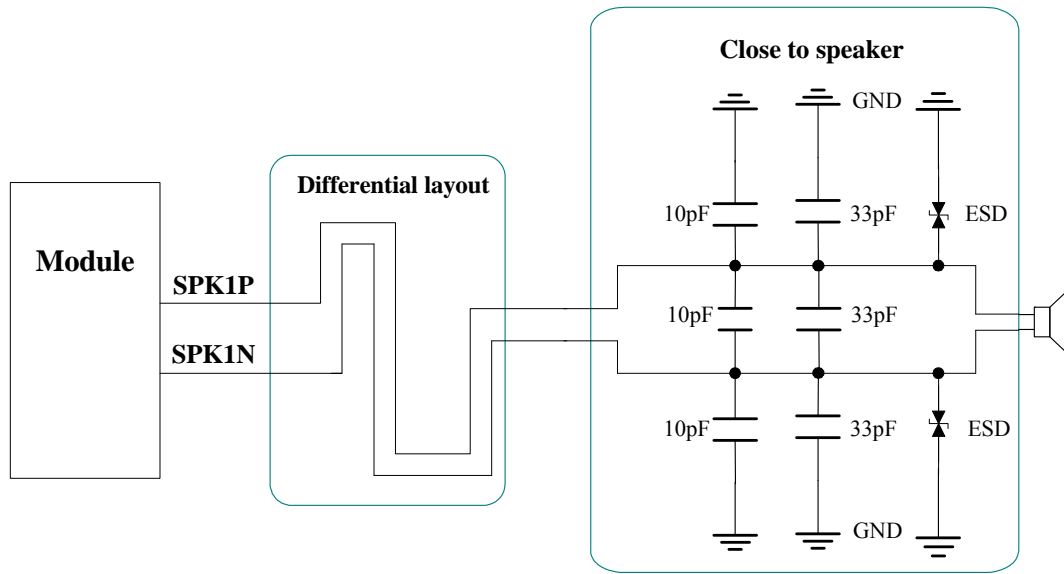 Close to speaker
GND
Differential layout
10pF
33pF
ESD
Module
SPK1P
10pF
33pF
SPK1N
10pF
33pF
ESD
GND